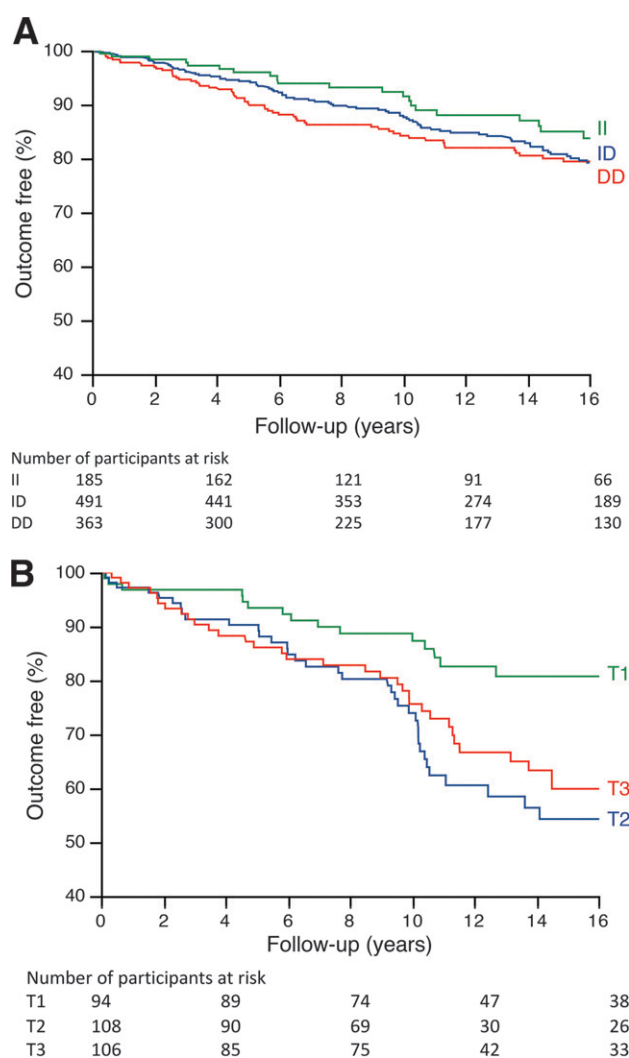 A
Outcome free (%)
100
90
80
70
60
50
40
II
ID
DD
0 2 4 6 8 10 12 14 16
Follow-up (years)
Number of participants at risk
II 185 162 121 91 66
ID 491 441 353 274 189
DD 363 300 225 177 130
B
Outcome free (%)
100
90
80
70
60
50
40
T1
T3
T2
0 2 4 6 8 10 12 14 16
Follow-up (years)
Number of participants at risk
T1 94 89 74 47 38
T2 108 90 69 30 26
T3 106 85 75 42 33